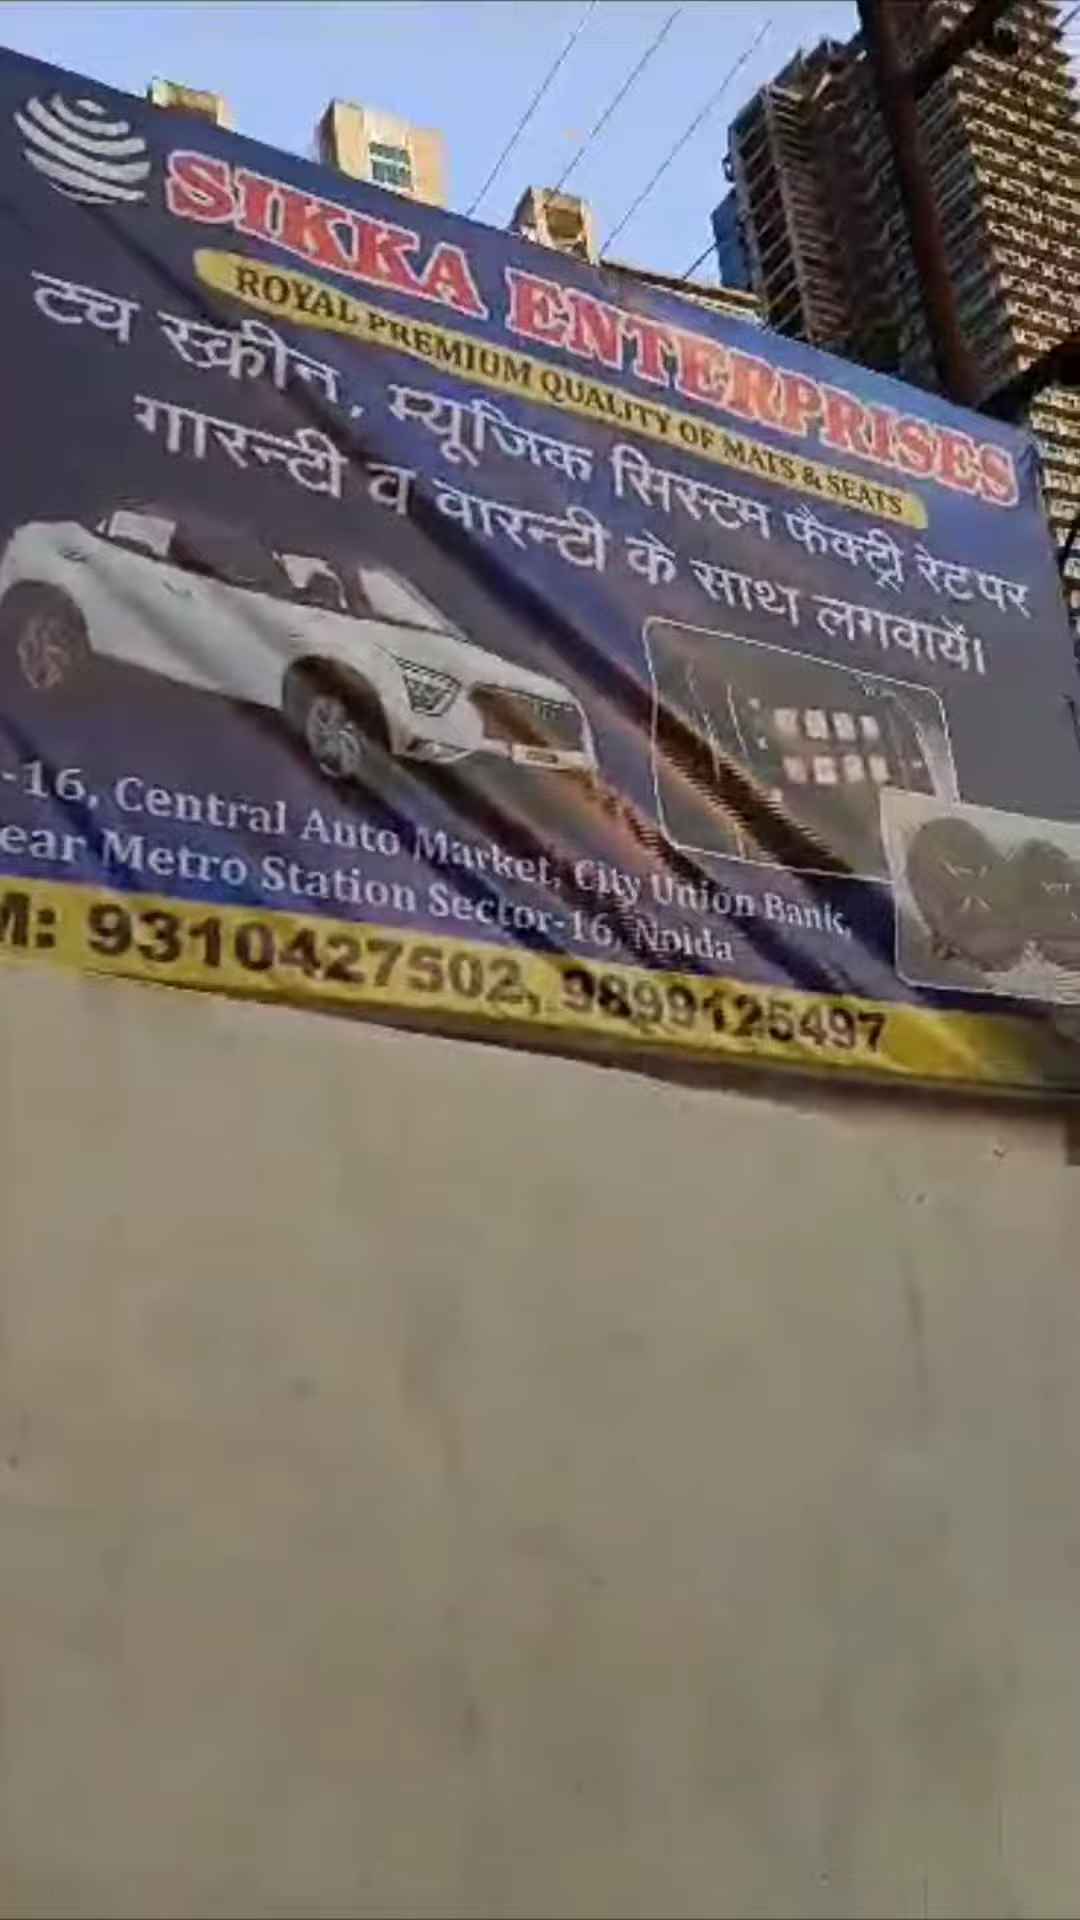 SIKKA ENTERPRISES
ROYAL PREMIUM QUALITY OF MATS & SEATS
टच स्क्रीन, म्यूजिक सिस्टम फैक्ट्री रेट पर
गारन्टी व वारन्टी के साथ लगवायें।
-16, Central Auto Market, City Union Bank,
ear Metro Station Sector-16, Noida
M: 9310427502, 9899125497